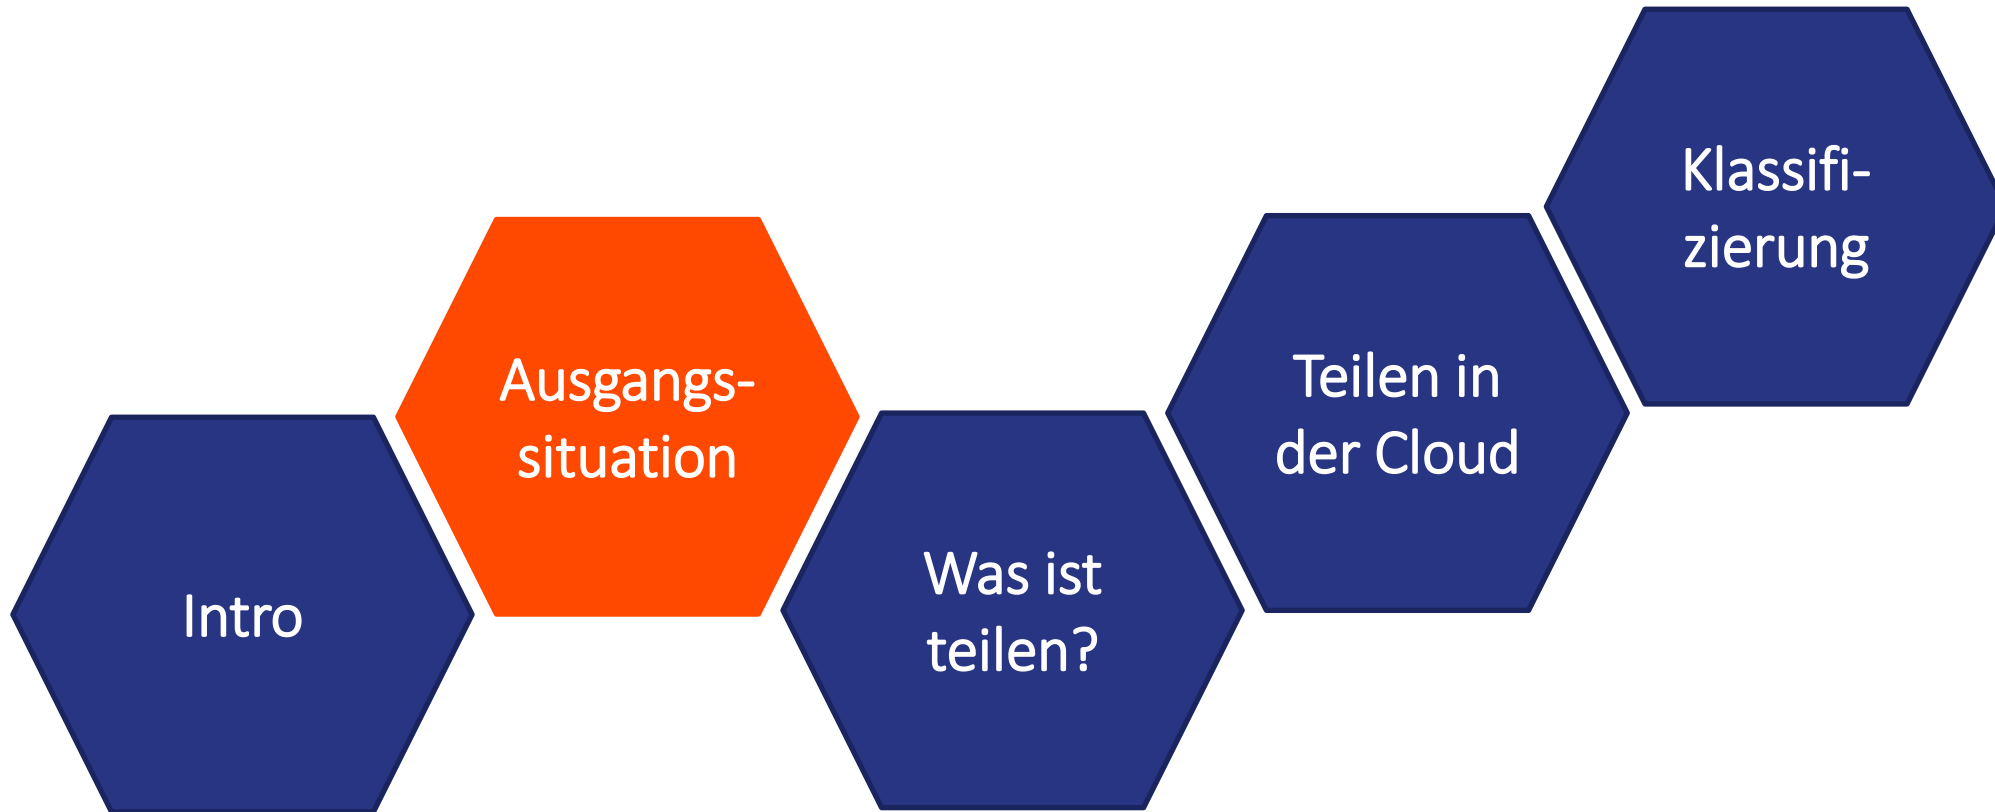 Intro
Ausgangs-
situation
Was ist
teilen?
Teilen in
der Cloud
Klassifi-
zierung